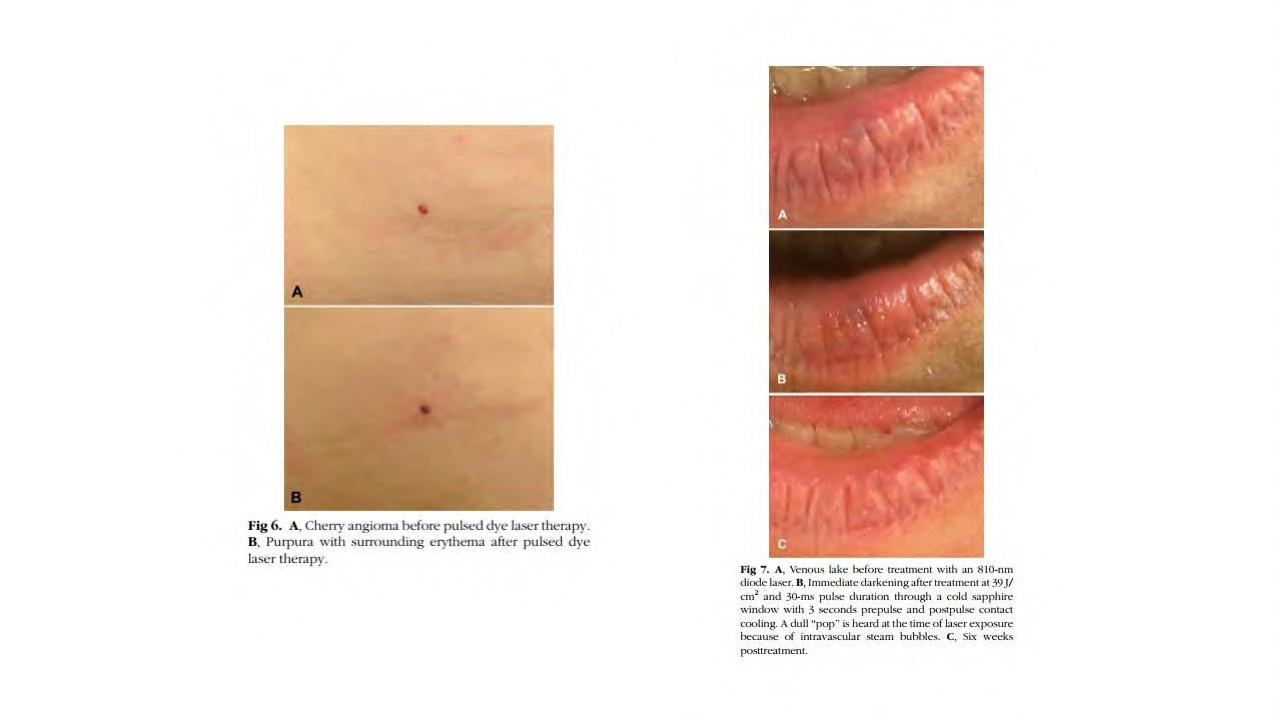 A
B
Fig 6. A, Cherry angioma before pulsed dye laser therapy.
B, Purpura with surrounding erythema after pulsed dye
laser therapy.
A
B
C
Fig 7. A, Venous lake before treatment with an 810-nm
diode laser. B, Immediate darkening after treatment at 39 J/
cm² and 30-ms pulse duration through a cold sapphire
window with 3 seconds prepulse and postpulse contact
cooling. A dull “pop” is heard at the time of laser exposure
because of intravascular steam bubbles. C, Six weeks
posttreatment.